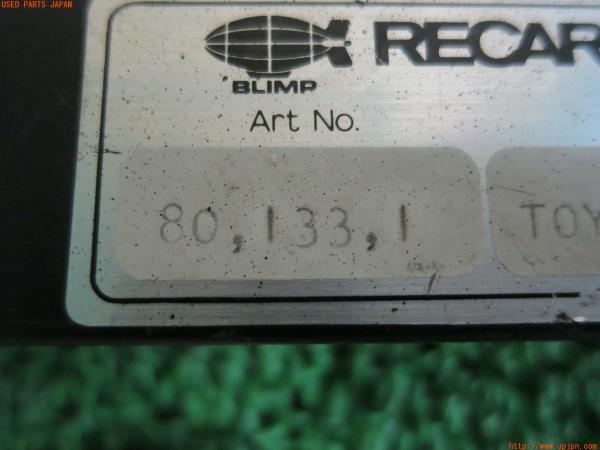 USED PARTS JAPAN
RECAR
BLIMP
Art No.
80,133,1
TOY
http://www.upjpn.com/